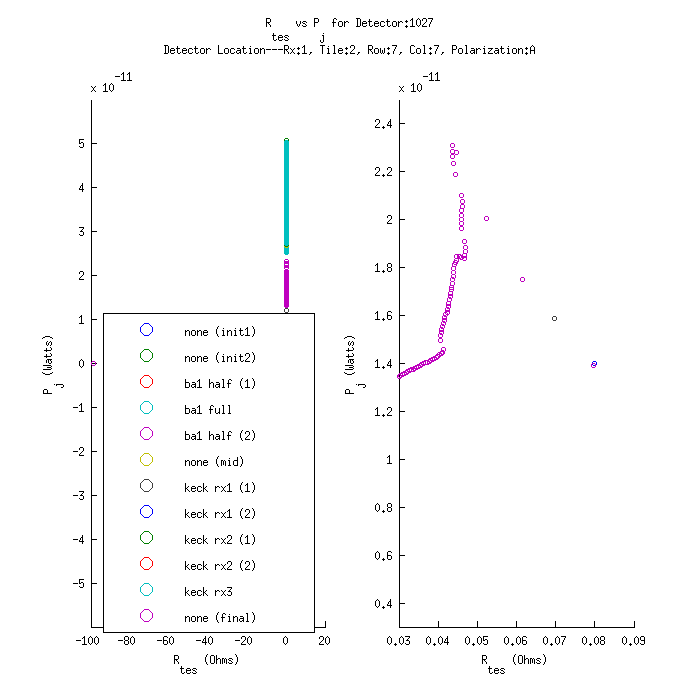 R tes vs P j for Detector:1027
Detector Location---Rx:1, Tile:2, Row:7, Col:7, Polarization:A
x 10 -11
x 10 -11
5
4
3
2
1
0
-1
-2
-3
-4
-5
P j (Watts)
-100 -80 -60 -40 -20 0 20
R tes (Ohms)
none (init1)
none (init2)
ba1 half (1)
ba1 full
ba1 half (2)
none (mid)
keck rx1 (1)
keck rx1 (2)
keck rx2 (1)
keck rx2 (2)
keck rx3
none (final)
2.4
2.2
2
1.8
1.6
1.4
1.2
1
0.8
0.6
0.4
P j (Watts)
0.03 0.04 0.05 0.06 0.07 0.08 0.09
R tes (Ohms)